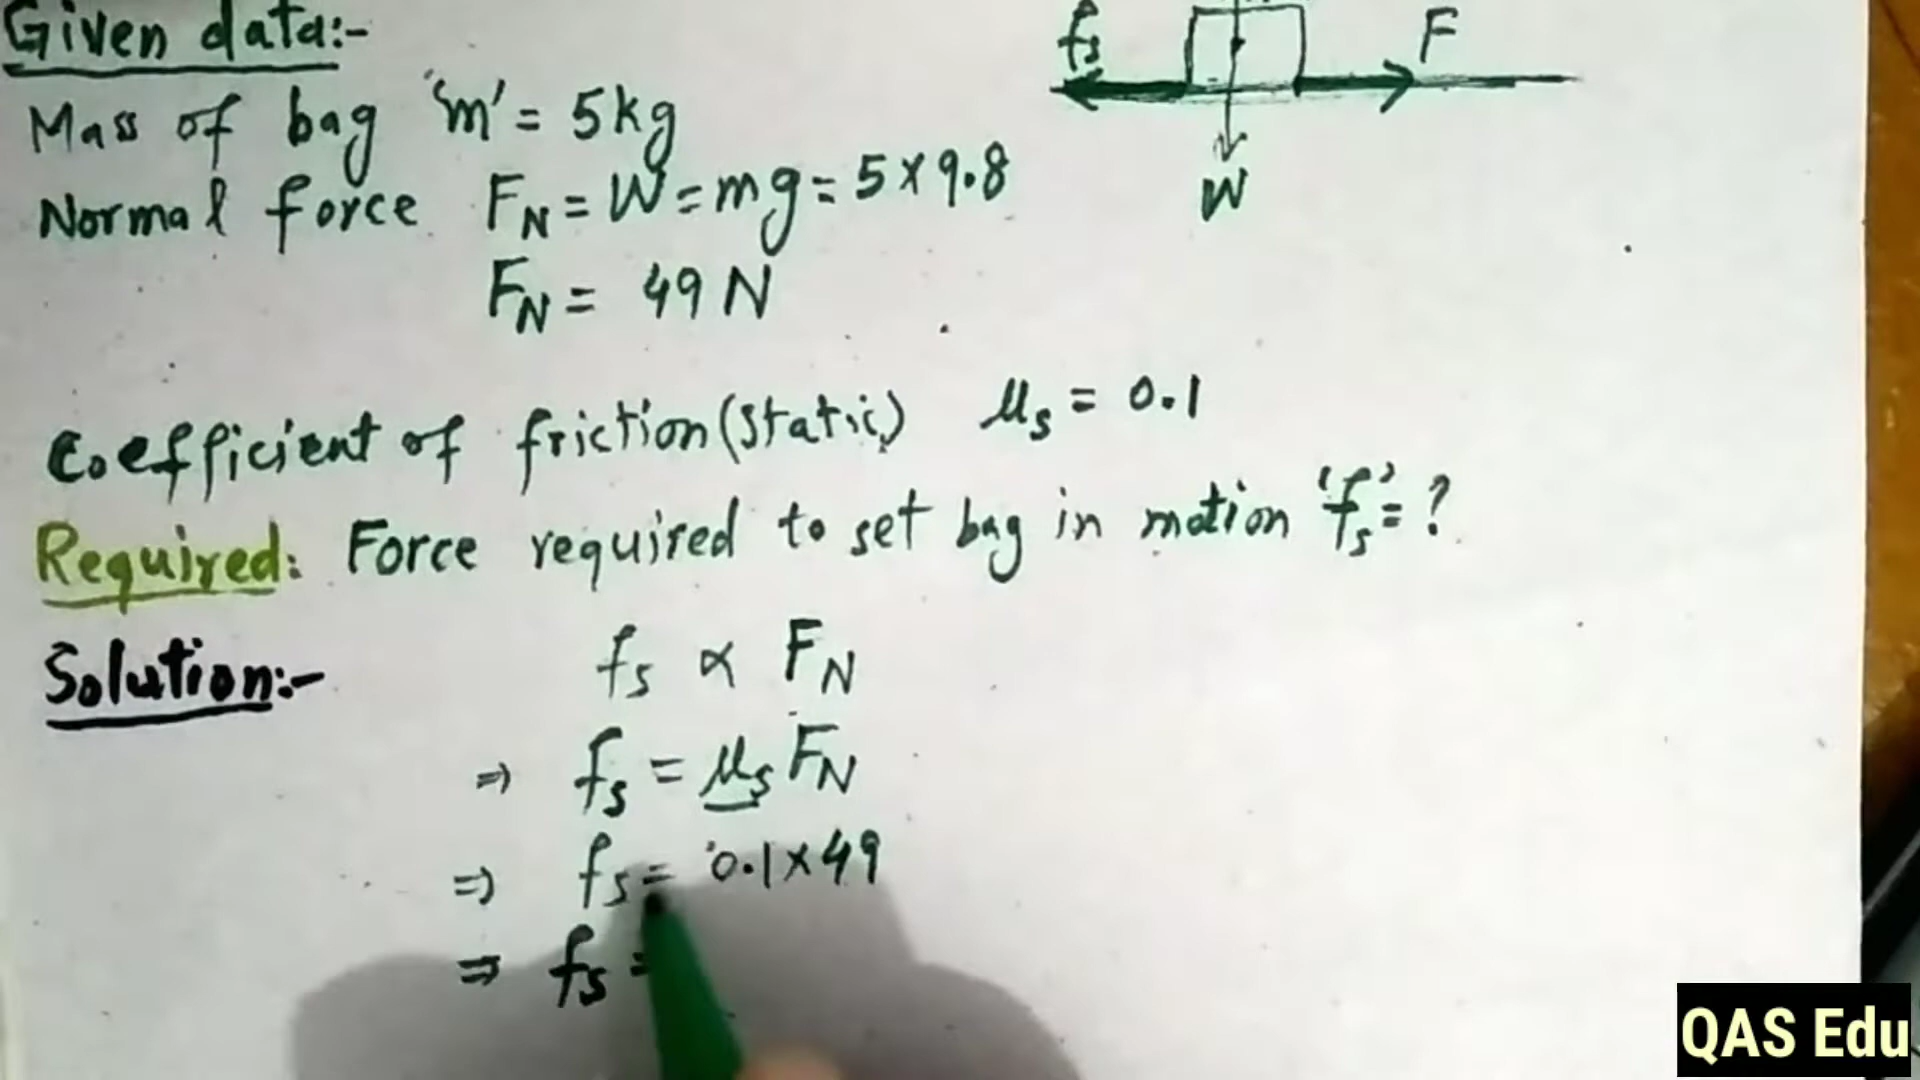 Given data:-
fs
F
Mass of bag 'm' = 5kg
Normal force FN = W = mg = 5 × 9.8
W
FN = 49 N
Coefficient of friction (static) μs = 0.1
Required: Force required to set bag in motion 'fs' = ?
Solution:- fs ∝ FN
⇒ fs = μs FN
⇒ fs = 0.1 × 49
⇒ fs =
QAS Edu